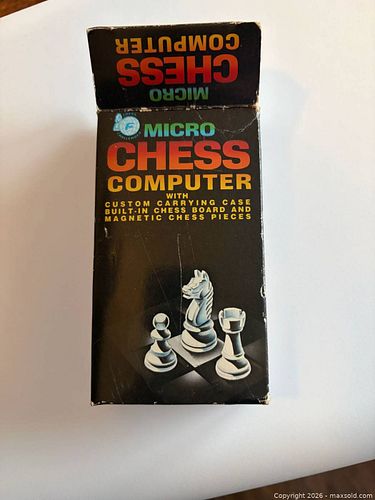 MICRO
CHESS
COMPUTER
MICRO
CHESS
COMPUTER
WITH
CUSTOM CARRYING CASE
BUILT-IN CHESS BOARD AND
MAGNETIC CHESS PIECES
Copyright © 2026 - maxsold.com